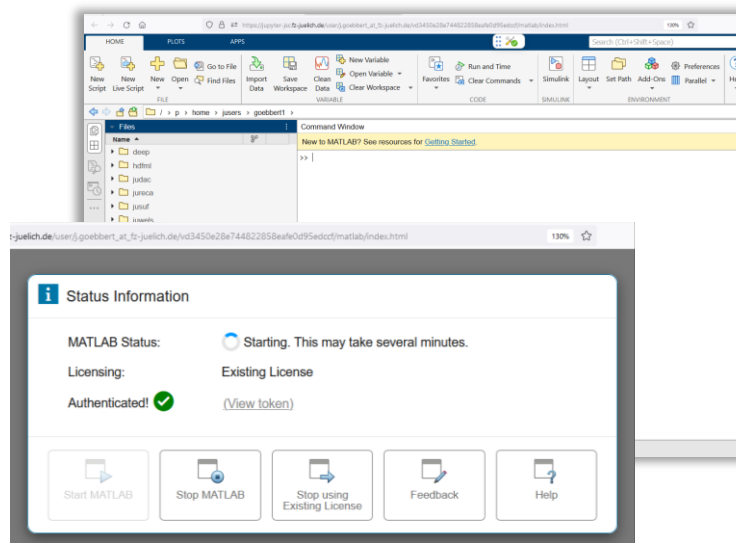 https://jupyter-jsc.fz-juelich.de/user/j.goebbert_at_fz-juelich.de/vd3450e28e744822858eafe0d95edccf/matlab/index.html
130%
HOME PLOTS APPS
Search (Ctrl+Shift+Space)
New Script
New Live Script
New
Open
Go to File
Find Files
Import Data
Save Workspace
Clean Data
New Variable
Open Variable
Clear Workspace
Favorites
Run and Time
Clear Commands
Simulink
Layout
Set Path
Add-Ons
Preferences
Parallel
FILE VARIABLE CODE SIMULINK ENVIRONMENT
/ > p > home > jusers > goebbert1 >
Files
Name
deep
hdfml
judac
jureca
jusuf
juwels
Command Window
New to MATLAB? See resources for Getting Started.
>>
z-juelich.de/user/j.goebbert_at_fz-juelich.de/vd3450e28e744822858eafe0d95edccf/matlab/index.html
130%
i Status Information
MATLAB Status: Starting. This may take several minutes.
Licensing: Existing License
Authenticated! (View token)
Start MATLAB
Stop MATLAB
Stop using
Existing License
Feedback
Help